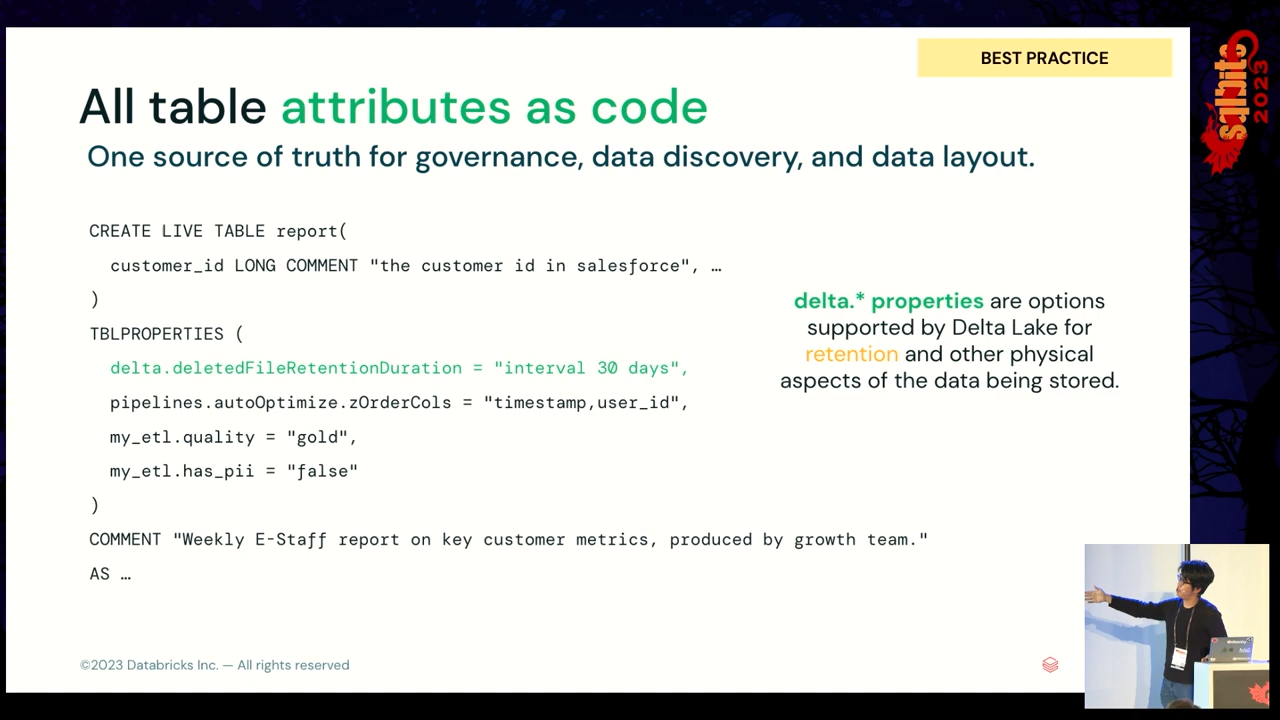 BEST PRACTICE
All table attributes as code
One source of truth for governance, data discovery, and data layout.
CREATE LIVE TABLE report(
customer_id LONG COMMENT "the customer id in salesforce", …
)
TBLPROPERTIES (
delta.deletedFileRetentionDuration = "interval 30 days",
pipelines.autoOptimize.zOrderCols = "timestamp,user_id",
my_etl.quality = "gold",
my_etl.has_pii = "false"
)
COMMENT "Weekly E-Staff report on key customer metrics, produced by growth team."
AS …
delta.* properties are options
supported by Delta Lake for
retention and other physical
aspects of the data being stored.
©2023 Databricks Inc. — All rights reserved
sqlbits
2023